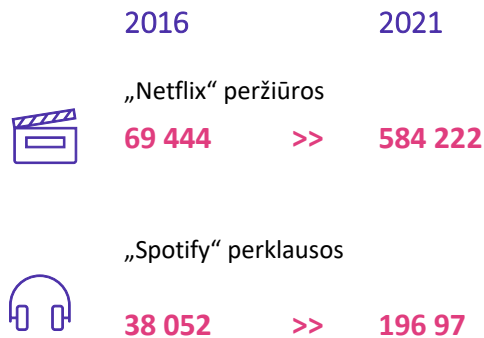 2016 2021
„Netflix“ peržiūros
69 444 >> 584 222
„Spotify“ perklausos
38 052 >> 196 97